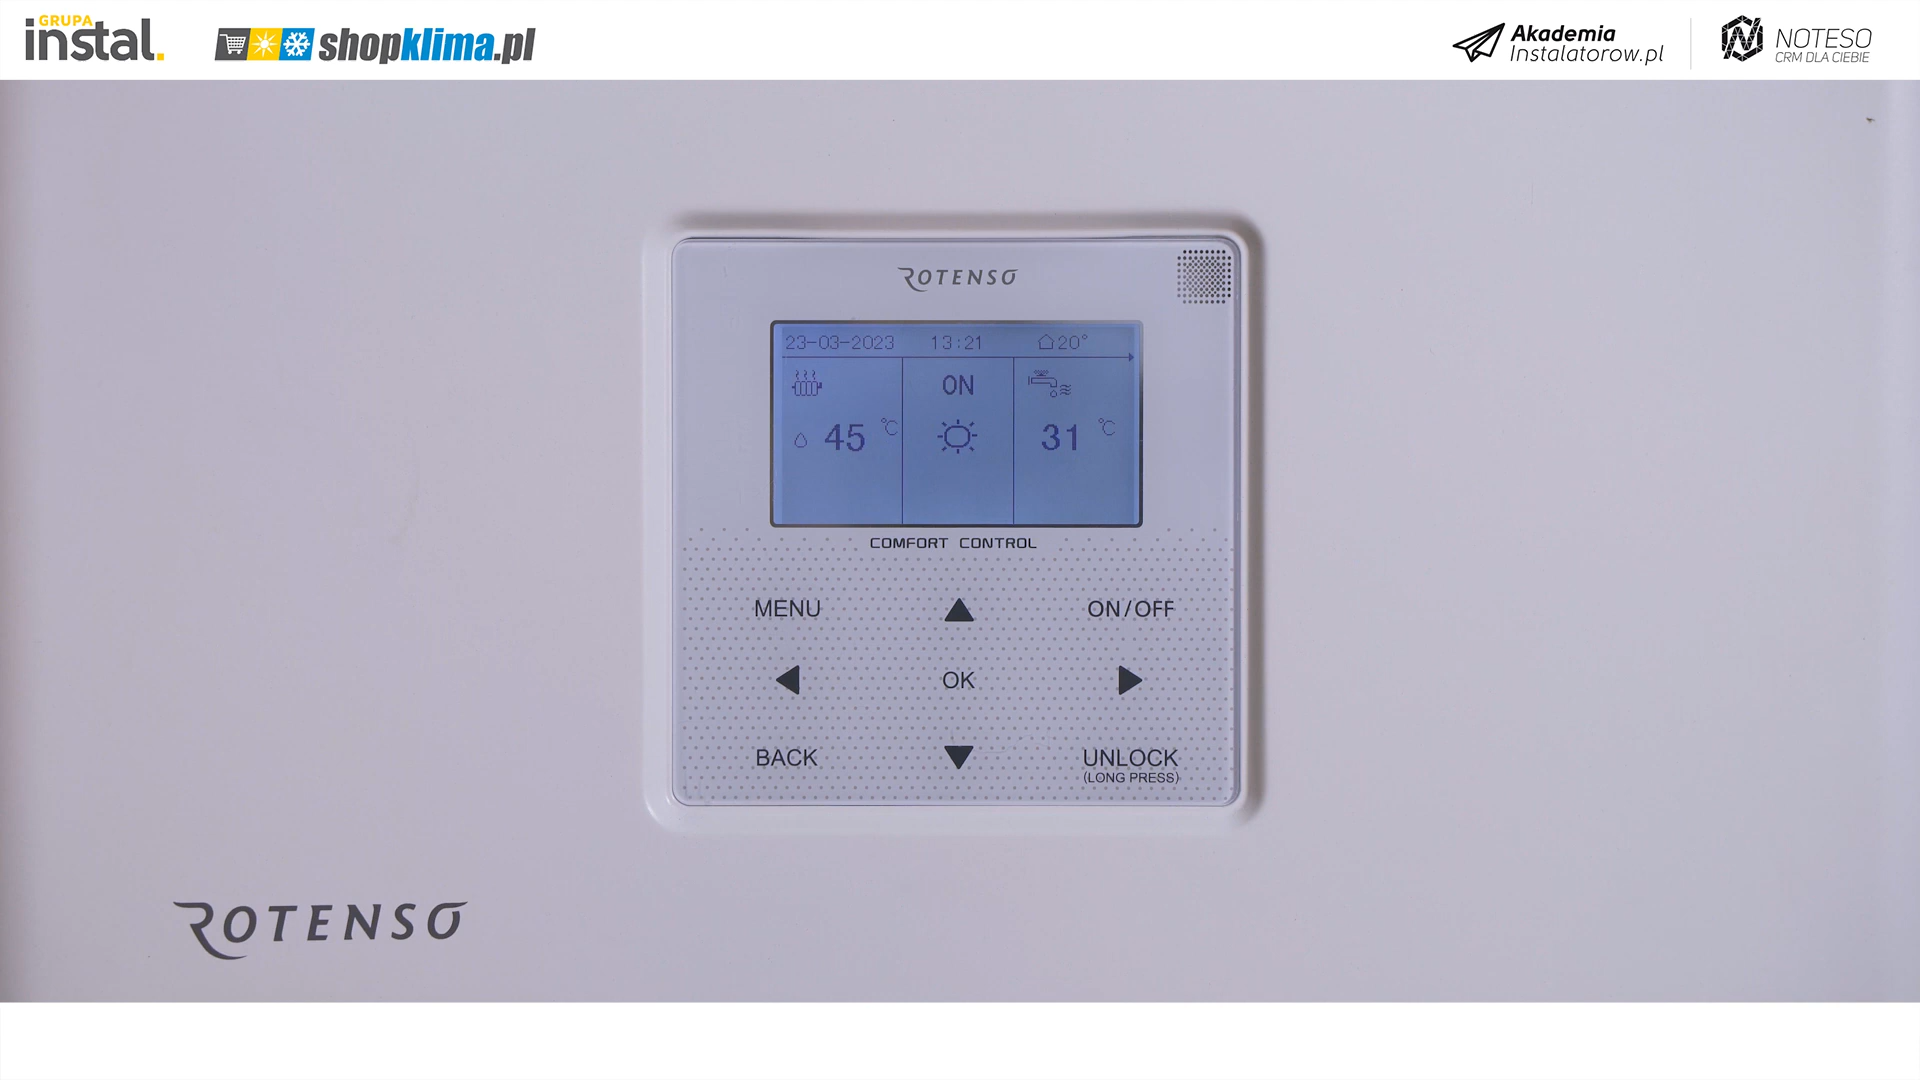 GRUPA
instal.
shopklima.pl
Akademia
Instalatorow.pl
NOTESO
CRM DLA CIEBIE
ROTENSO
23-03-2023 13:21 20°
ON
45 °C
31 °C
COMFORT CONTROL
MENU
ON/OFF
OK
BACK
UNLOCK
(LONG PRESS)
ROTENSO